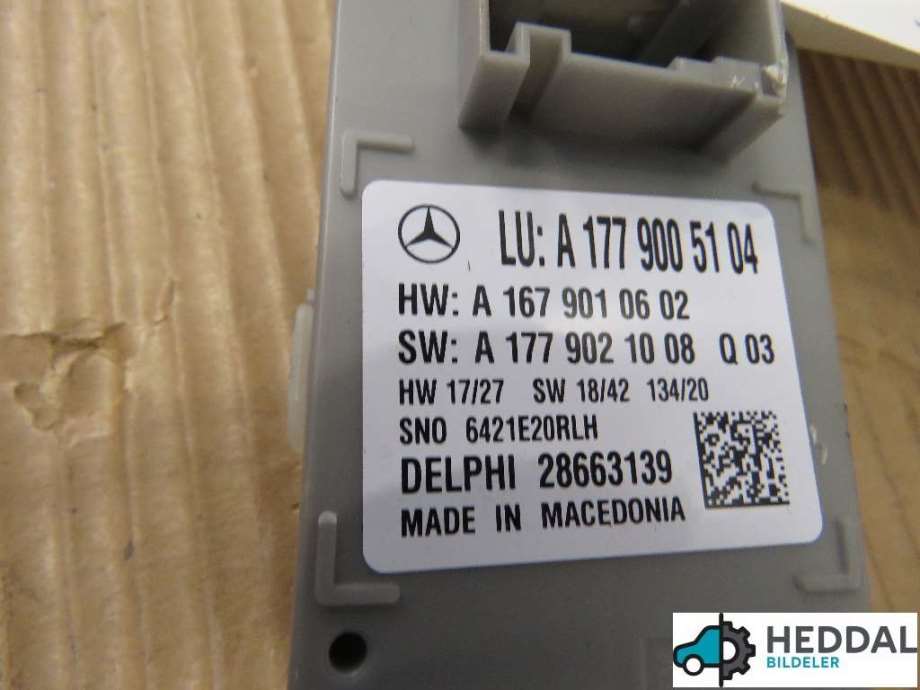 LU: A 177 900 51 04
HW: A 167 901 06 02
SW: A 177 902 10 08 Q 03
HW 17/27 SW 18/42 134/20
SNO 6421E20RLH
DELPHI 28663139
MADE IN MACEDONIA
HEDDAL
BILDELER